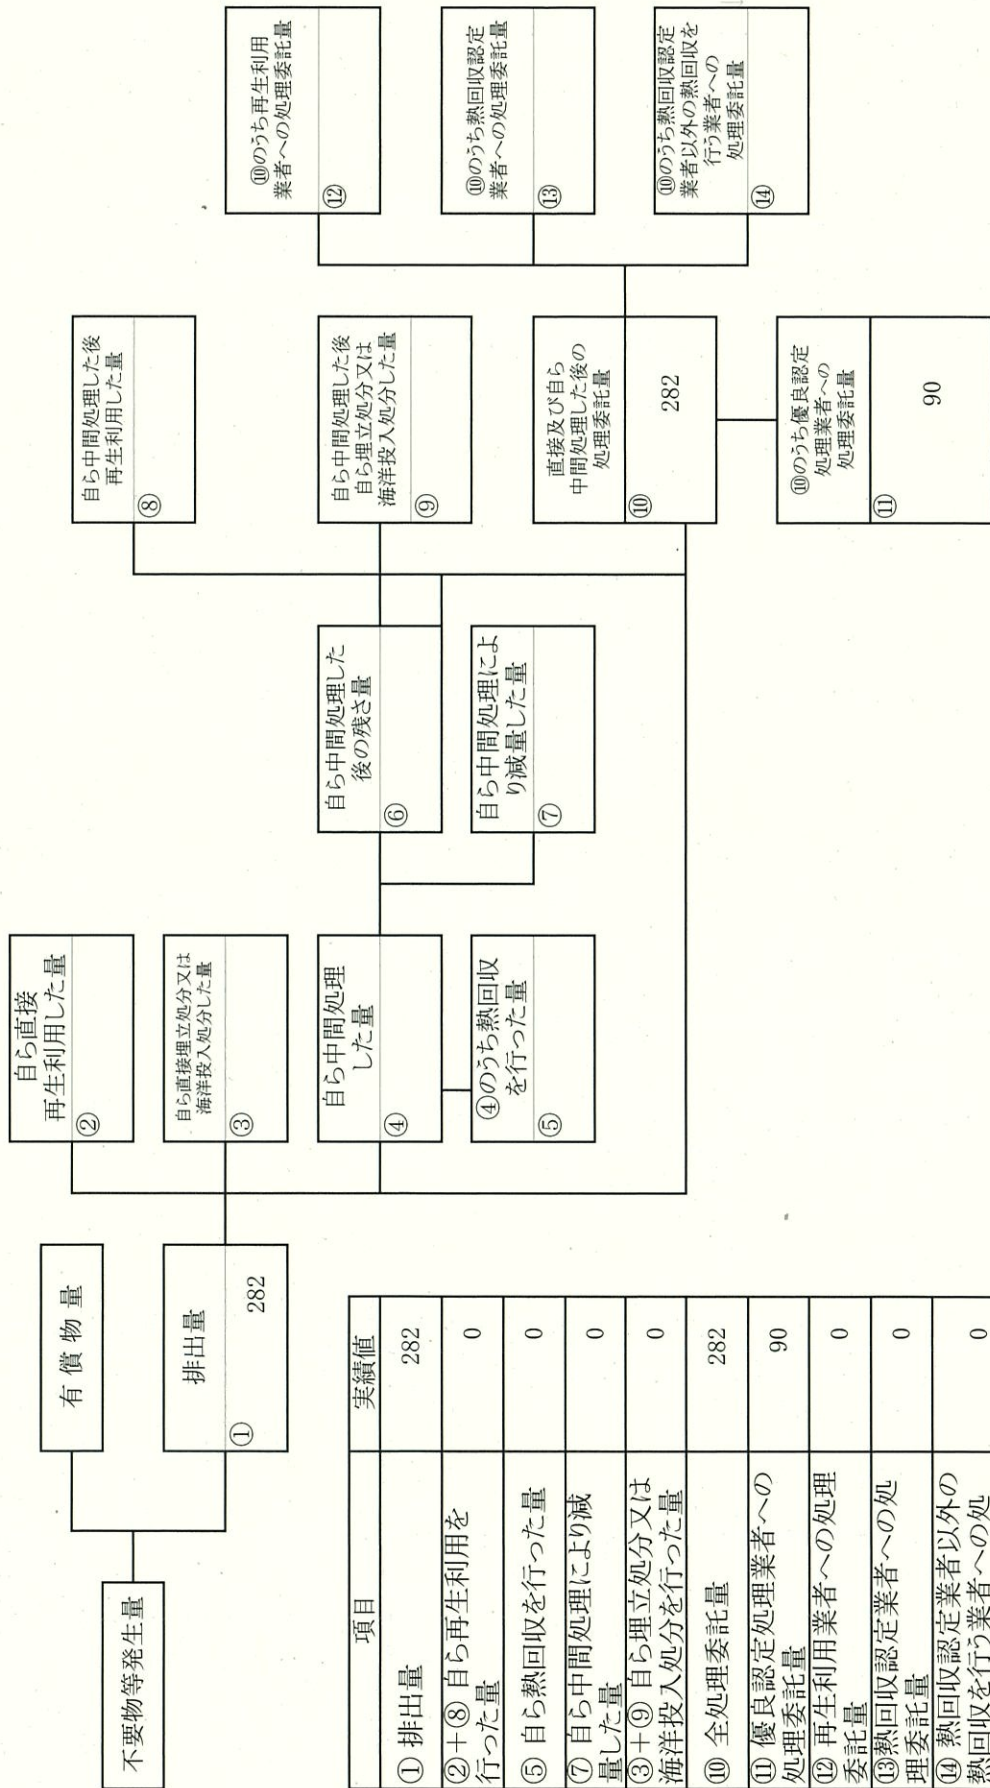 不要物等発生量
有償物量
排出量
①
282
自ら直接
再生利用した量
②
自ら直接埋立処分又は
海洋投入処分した量
③
自ら中間処理
した量
④
④のうち熱回収
を行った量
⑤
自ら中間処理した
後の残さ量
⑥
自ら中間処理によ
り減量した量
⑦
自ら中間処理した後
再生利用した量
⑧
自ら中間処理した後
自ら埋立処分又は
海洋投入処分した量
⑨
直接及び自ら
中間処理した後の
処理委託量
⑩
282
⑩のうち優良認定
処理業者への
処理委託量
⑪
90
⑩のうち再生利用
業者への処理委託量
⑫
⑩のうち熱回収認定
業者への処理委託量
⑬
⑩のうち熱回収認定
業者以外の熱回収を
行う業者への
処理委託量
⑭
項目 実績値
① 排出量 282
②+⑧ 自ら再生利用を
行った量 0
⑤ 自ら熱回収を行った量 0
⑦ 自ら中間処理により減
量した量 0
③+⑨ 自ら埋立処分又は
海洋投入処分を行った量 0
⑩ 全処理委託量 282
⑪ 優良認定処理業者への
処理委託量 90
⑫ 再生利用業者への処理
委託量 0
⑬熱回収認定業者への処
理委託量 0
⑭ 熱回収認定業者以外の
熱回収を行う業者への処 0